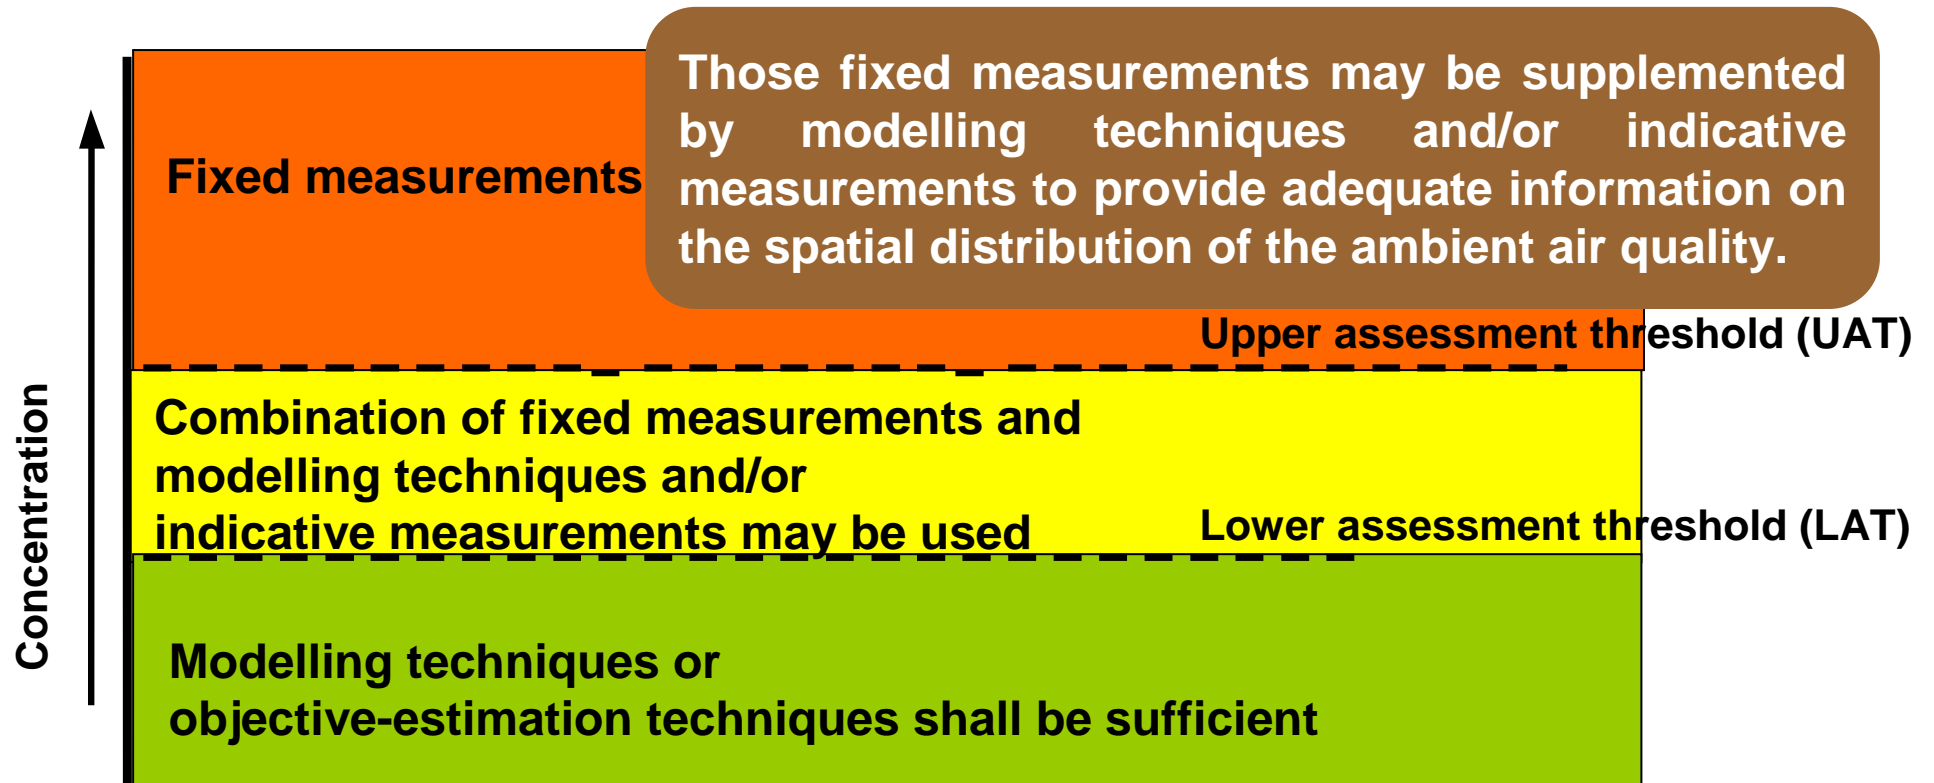 Those fixed measurements may be supplemented
by modelling techniques and/or indicative
measurements to provide adequate information on
the spatial distribution of the ambient air quality.
Fixed measurements
Upper assessment threshold (UAT)
Combination of fixed measurements and
modelling techniques and/or
indicative measurements may be used
Lower assessment threshold (LAT)
Modelling techniques or
objective-estimation techniques shall be sufficient
Concentration